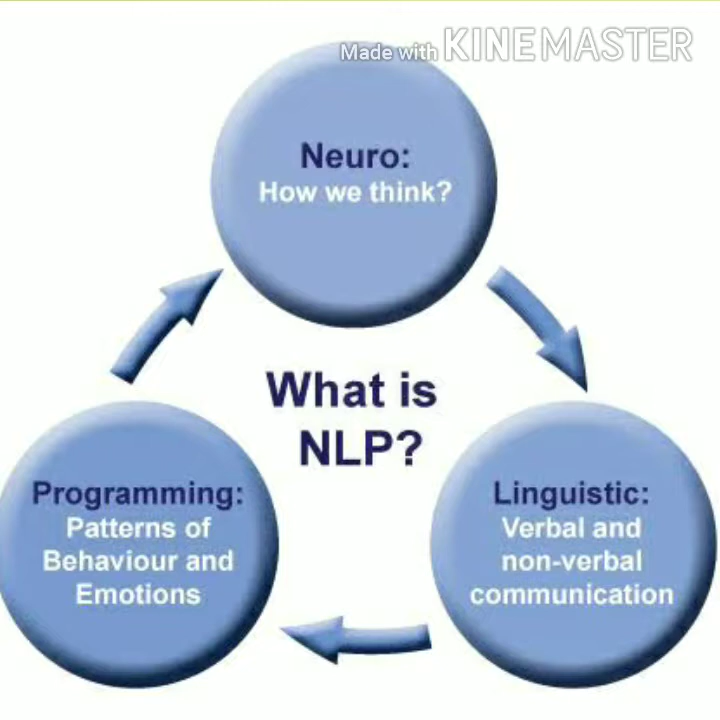 Made with KINEMASTER
Neuro:
How we think?
What is
NLP?
Programming:
Patterns of
Behaviour and
Emotions
Linguistic:
Verbal and
non-verbal
communication